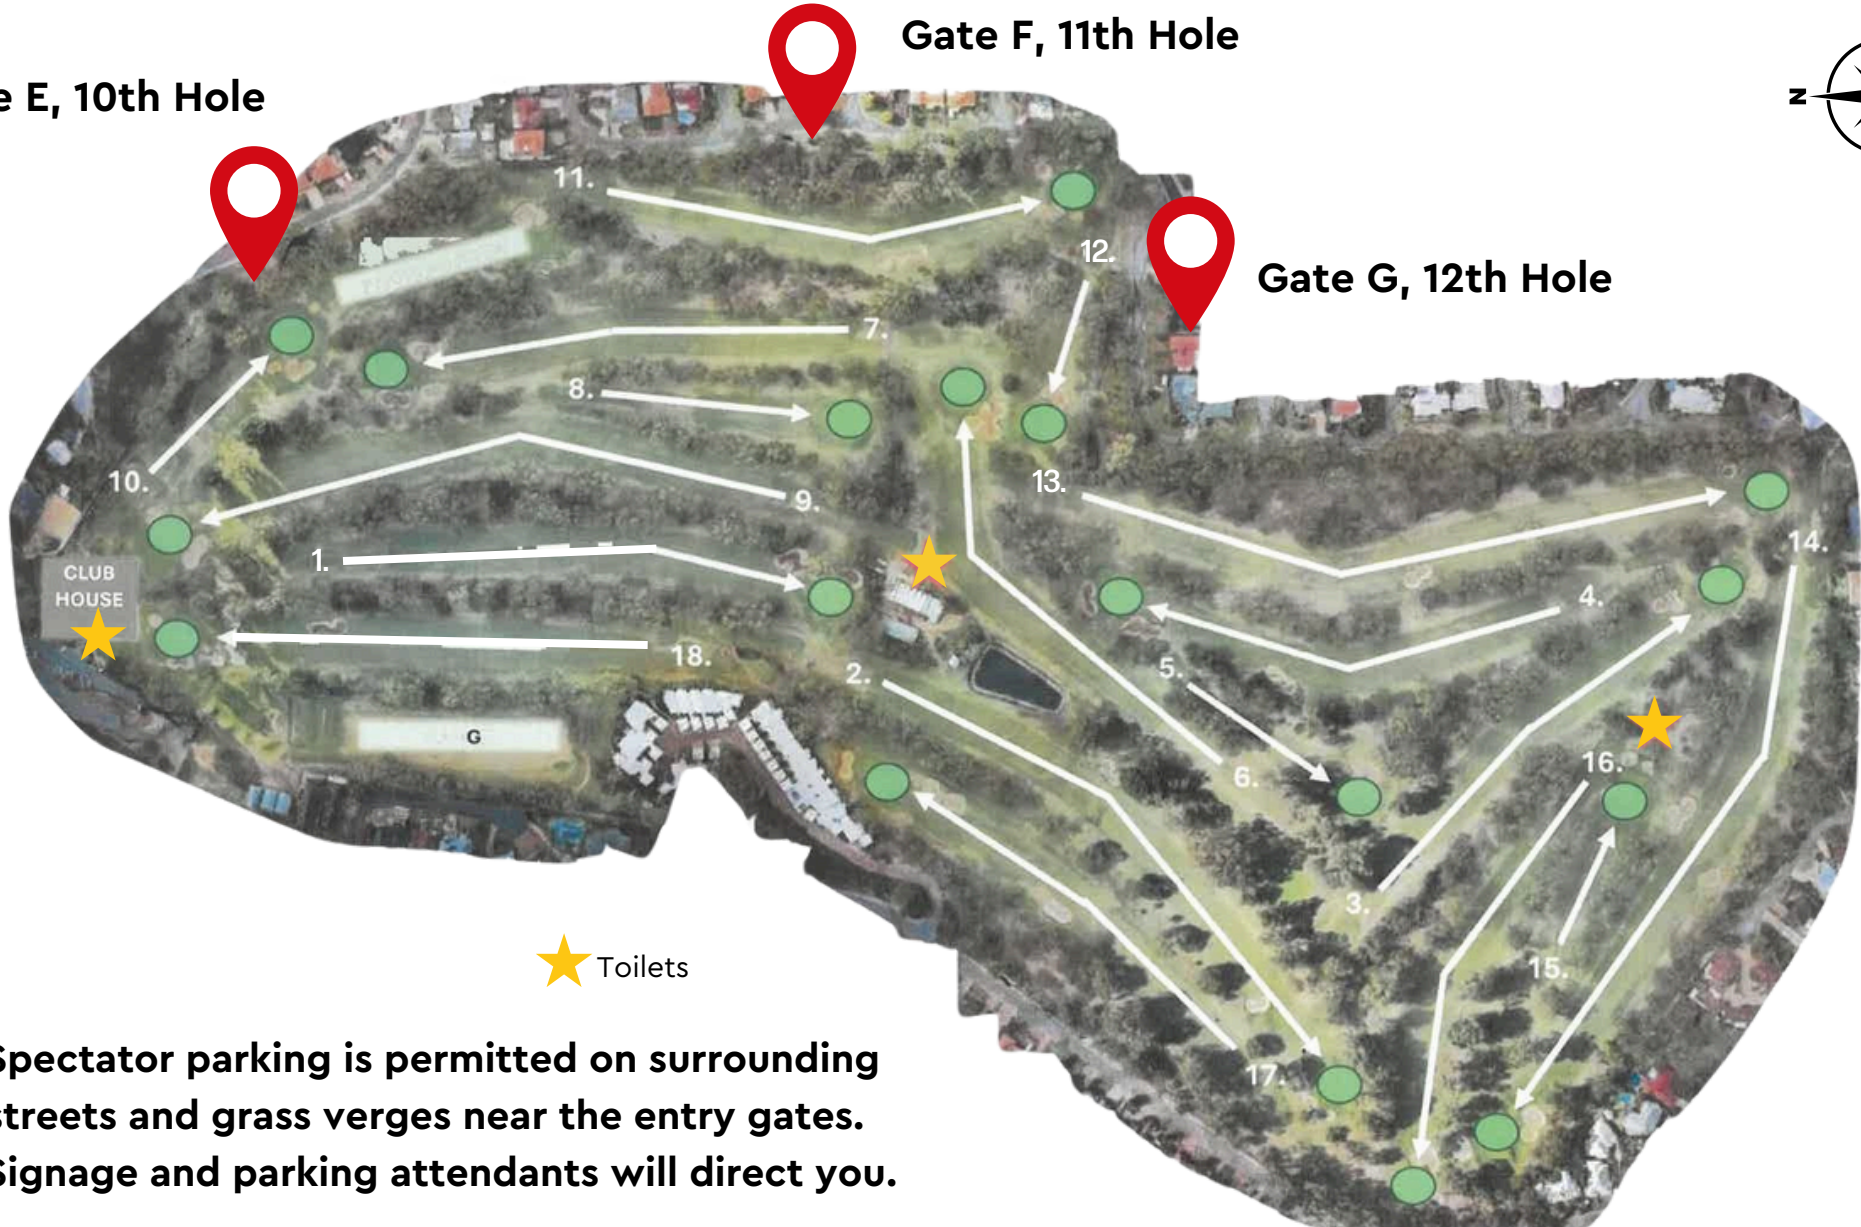 Gate F, 11th Hole
e E, 10th Hole
N
11.
12.
Gate G, 12th Hole
7.
8.
10.
9.
13.
14.
1.
CLUB
HOUSE
4.
18.
2.
5.
G
6.
16.
3.
15.
Toilets
17.
Spectator parking is permitted on surrounding
streets and grass verges near the entry gates.
Signage and parking attendants will direct you.